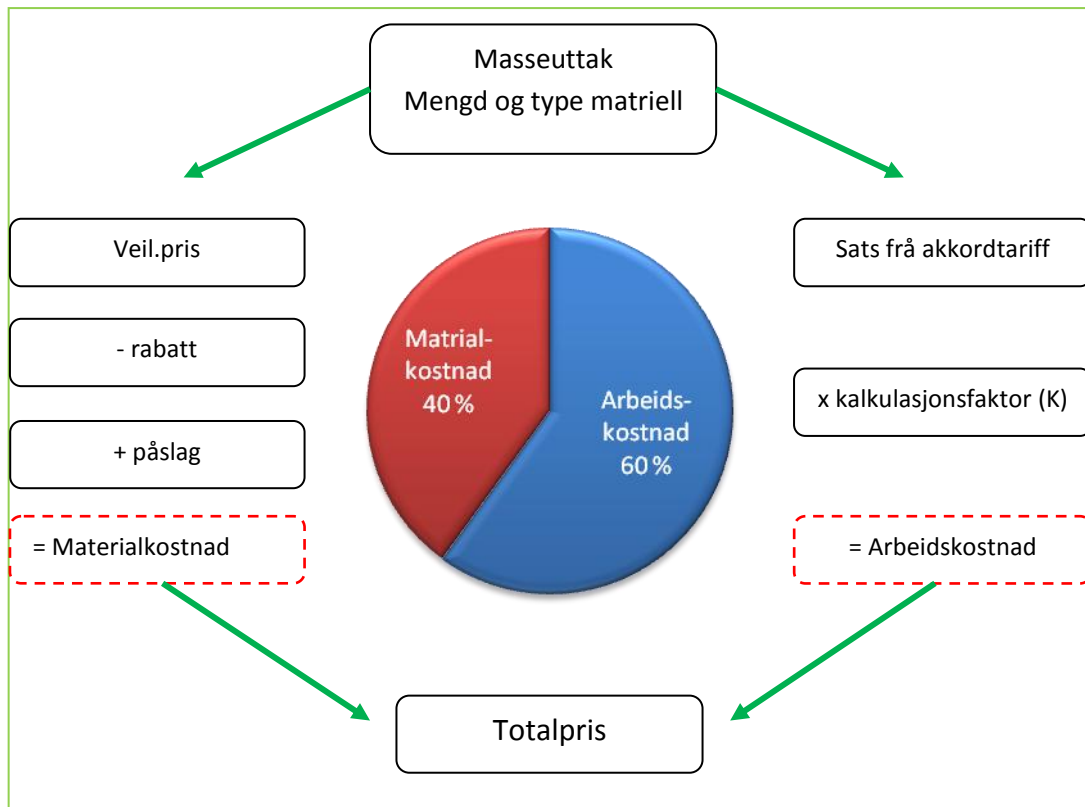 Masseuttak
Mengd og type matriell
Veil.pris
- rabatt
+ påslag
= Materialkostnad
Matrial-
kostnad
40 %
Arbeids-
kostnad
60 %
Sats frå akkordtariff
x kalkulasjonsfaktor (K)
= Arbeidskostnad
Totalpris